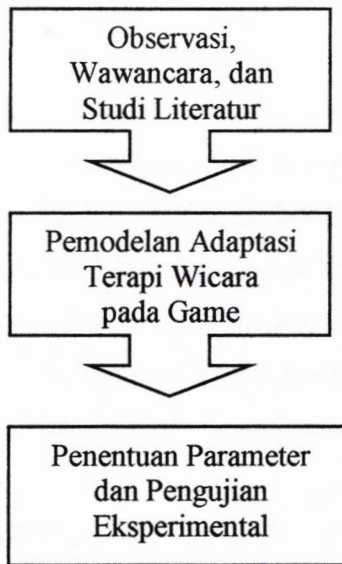 Observasi,
Wawancara, dan
Studi Literatur
Pemodelan Adaptasi
Terapi Wicara
pada Game
Penentuan Parameter
dan Pengujian
Eksperimental